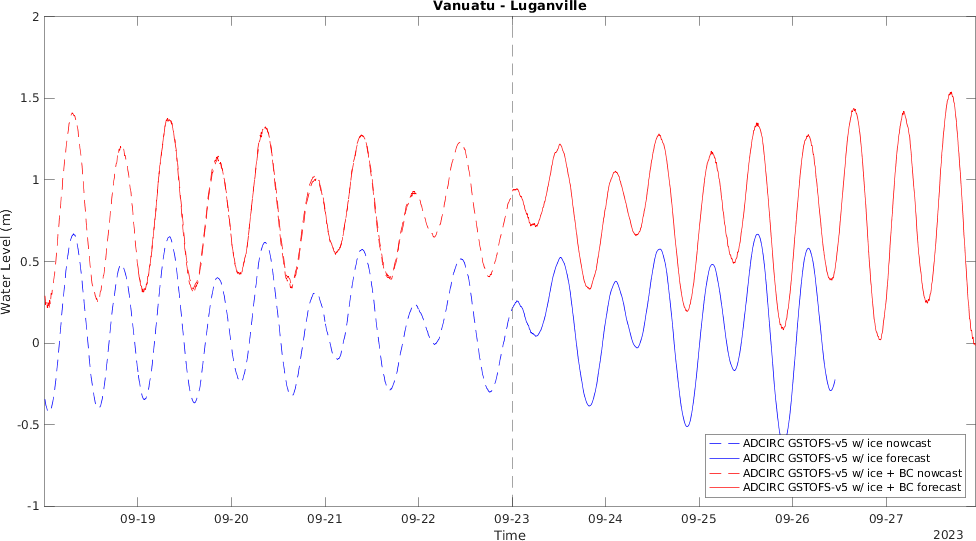 Vanuatu - Luganville
2
1.5
1
0.5
0
-0.5
-1
Water Level (m)
09-19
09-20
09-21
09-22
09-23
09-24
09-25
09-26
09-27
Time
2023
ADCIRC GSTOFS-v5 w/ ice nowcast
ADCIRC GSTOFS-v5 w/ ice forecast
ADCIRC GSTOFS-v5 w/ ice + BC nowcast
ADCIRC GSTOFS-v5 w/ ice + BC forecast